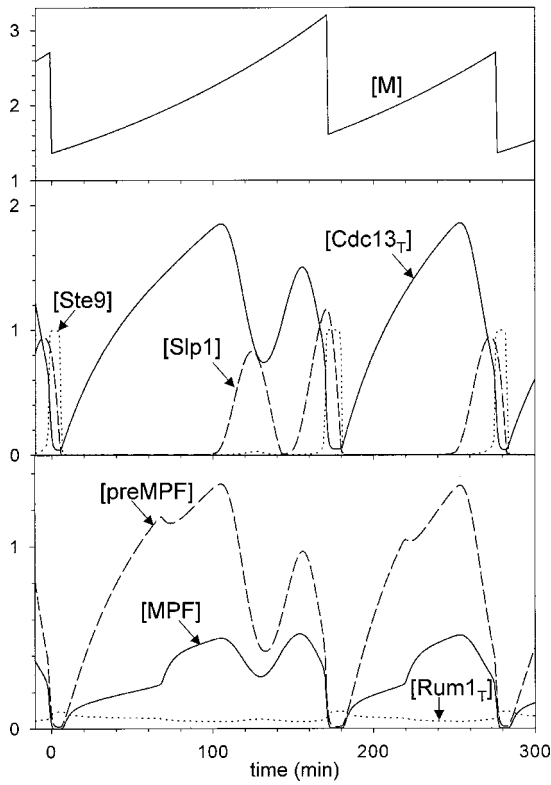 3
[M]
2
1
2
[Cdc13T]
[Ste9]
[Slp1]
1
0
[preMPF]
1
[MPF]
[Rum1T]
0
0 100 200 300
time (min)